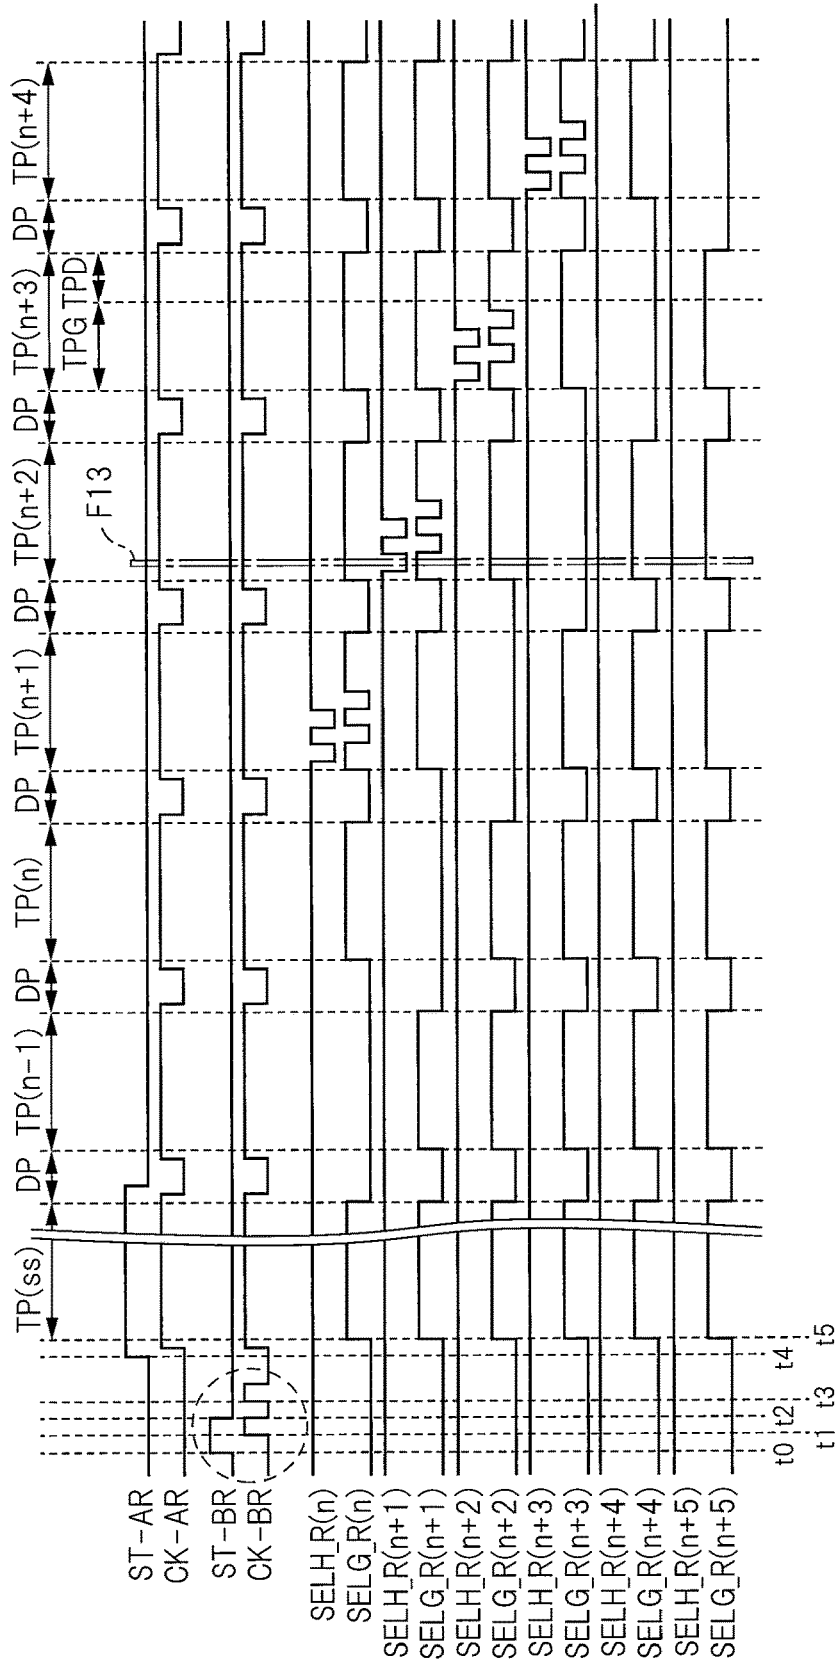 TP(ss) DP TP(n-1) DP TP(n) DP TP(n+1) DP TP(n+2) DP TP(n+3) DP TP(n+4)
TPG TPD
F13
ST-AR
CK-AR
ST-BR
CK-BR
SELH_R(n)
SELG_R(n)
SELH_R(n+1)
SELG_R(n+1)
SELH_R(n+2)
SELG_R(n+2)
SELH_R(n+3)
SELG_R(n+3)
SELH_R(n+4)
SELG_R(n+4)
SELH_R(n+5)
SELG_R(n+5)
t0 t2 t4
t1 t3 t5